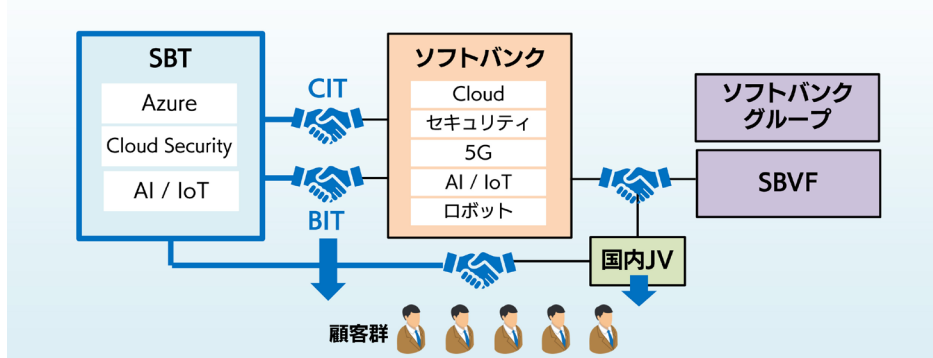 SBT
Azure
Cloud Security
AI / IoT
CIT
BIT
ソフトバンク
Cloud
セキュリティ
5G
AI / IoT
ロボット
ソフトバンク
グループ
SBVF
国内JV
顧客群